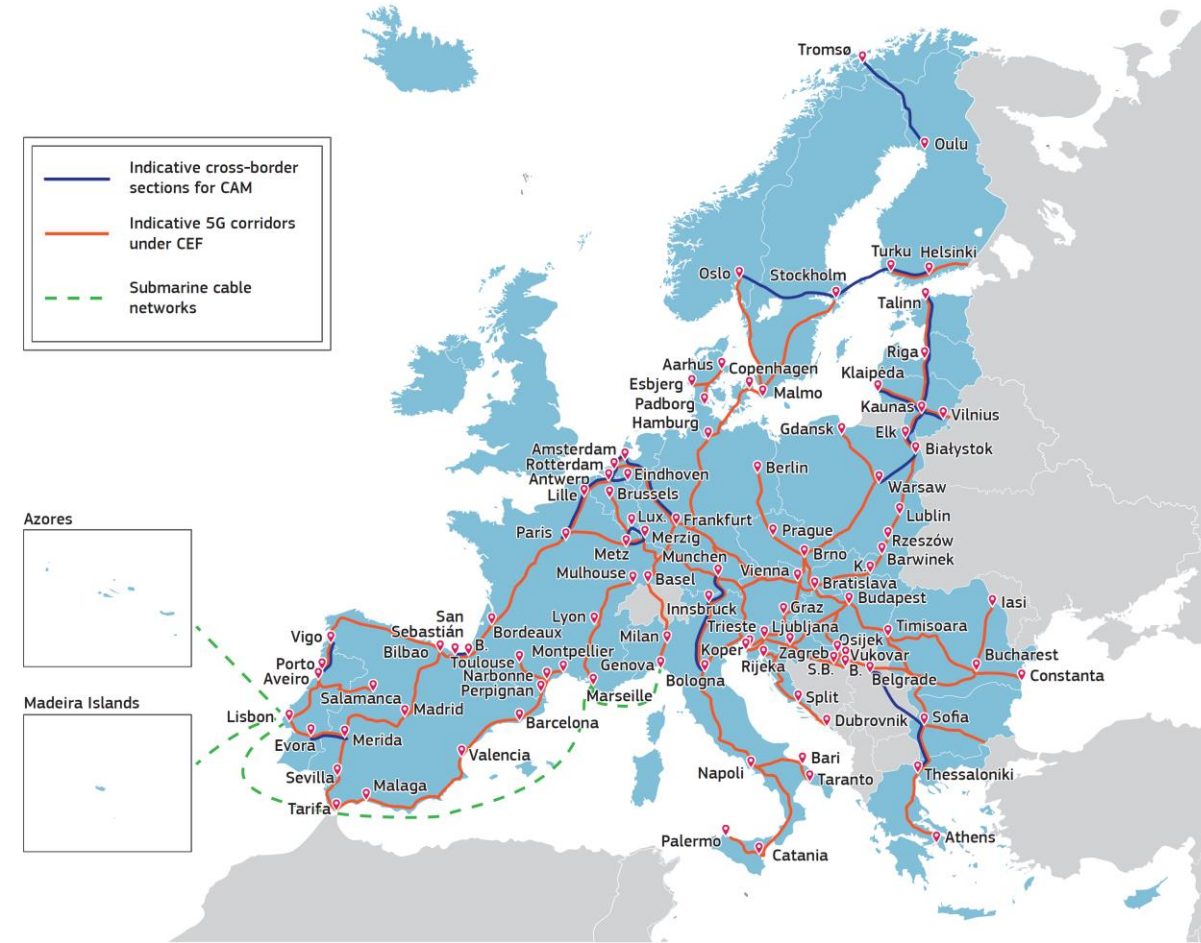 Tromsø
Oulu
Indicative cross-border
sections for CAM
Indicative 5G corridors
under CEF
Submarine cable
networks
Turku
Helsinki
Oslo
Stockholm
Talinn
Riga
Aarhus
Copenhagen
Klaipėda
Esbjerg
Malmo
Padborg
Kaunas
Vilnius
Hamburg
Gdansk
Elk
Białystok
Amsterdam
Rotterdam
Berlin
Antwerp
Eindhoven
Lille
Brussels
Warsaw
Azores
Lux.
Frankfurt
Lublin
Paris
Merzig
Prague
Rzeszów
Metz
Munchen
Brno
Barwinek
Mulhouse
Basel
Vienna
K.
Bratislava
Innsbruck
Budapest
Iasi
San
Sebastián
B.
Bordeaux
Lyon
Graz
Vigo
Bilbao
Milan
Trieste
Ljubljana
Timisoara
Toulouse
Montpellier
Koper
Zagreb
Osijek
Vukovar
Porto
Narbonne
Genova
Rijeka
S.B.
B.
Bucharest
Aveiro
Perpignan
Bologna
Belgrade
Constanta
Salamanca
Marseille
Madeira Islands
Split
Lisbon
Madrid
Barcelona
Dubrovnik
Sofia
Evora
Merida
Valencia
Bari
Sevilla
Napoli
Taranto
Thessaloniki
Malaga
Tarifa
Palermo
Athens
Catania